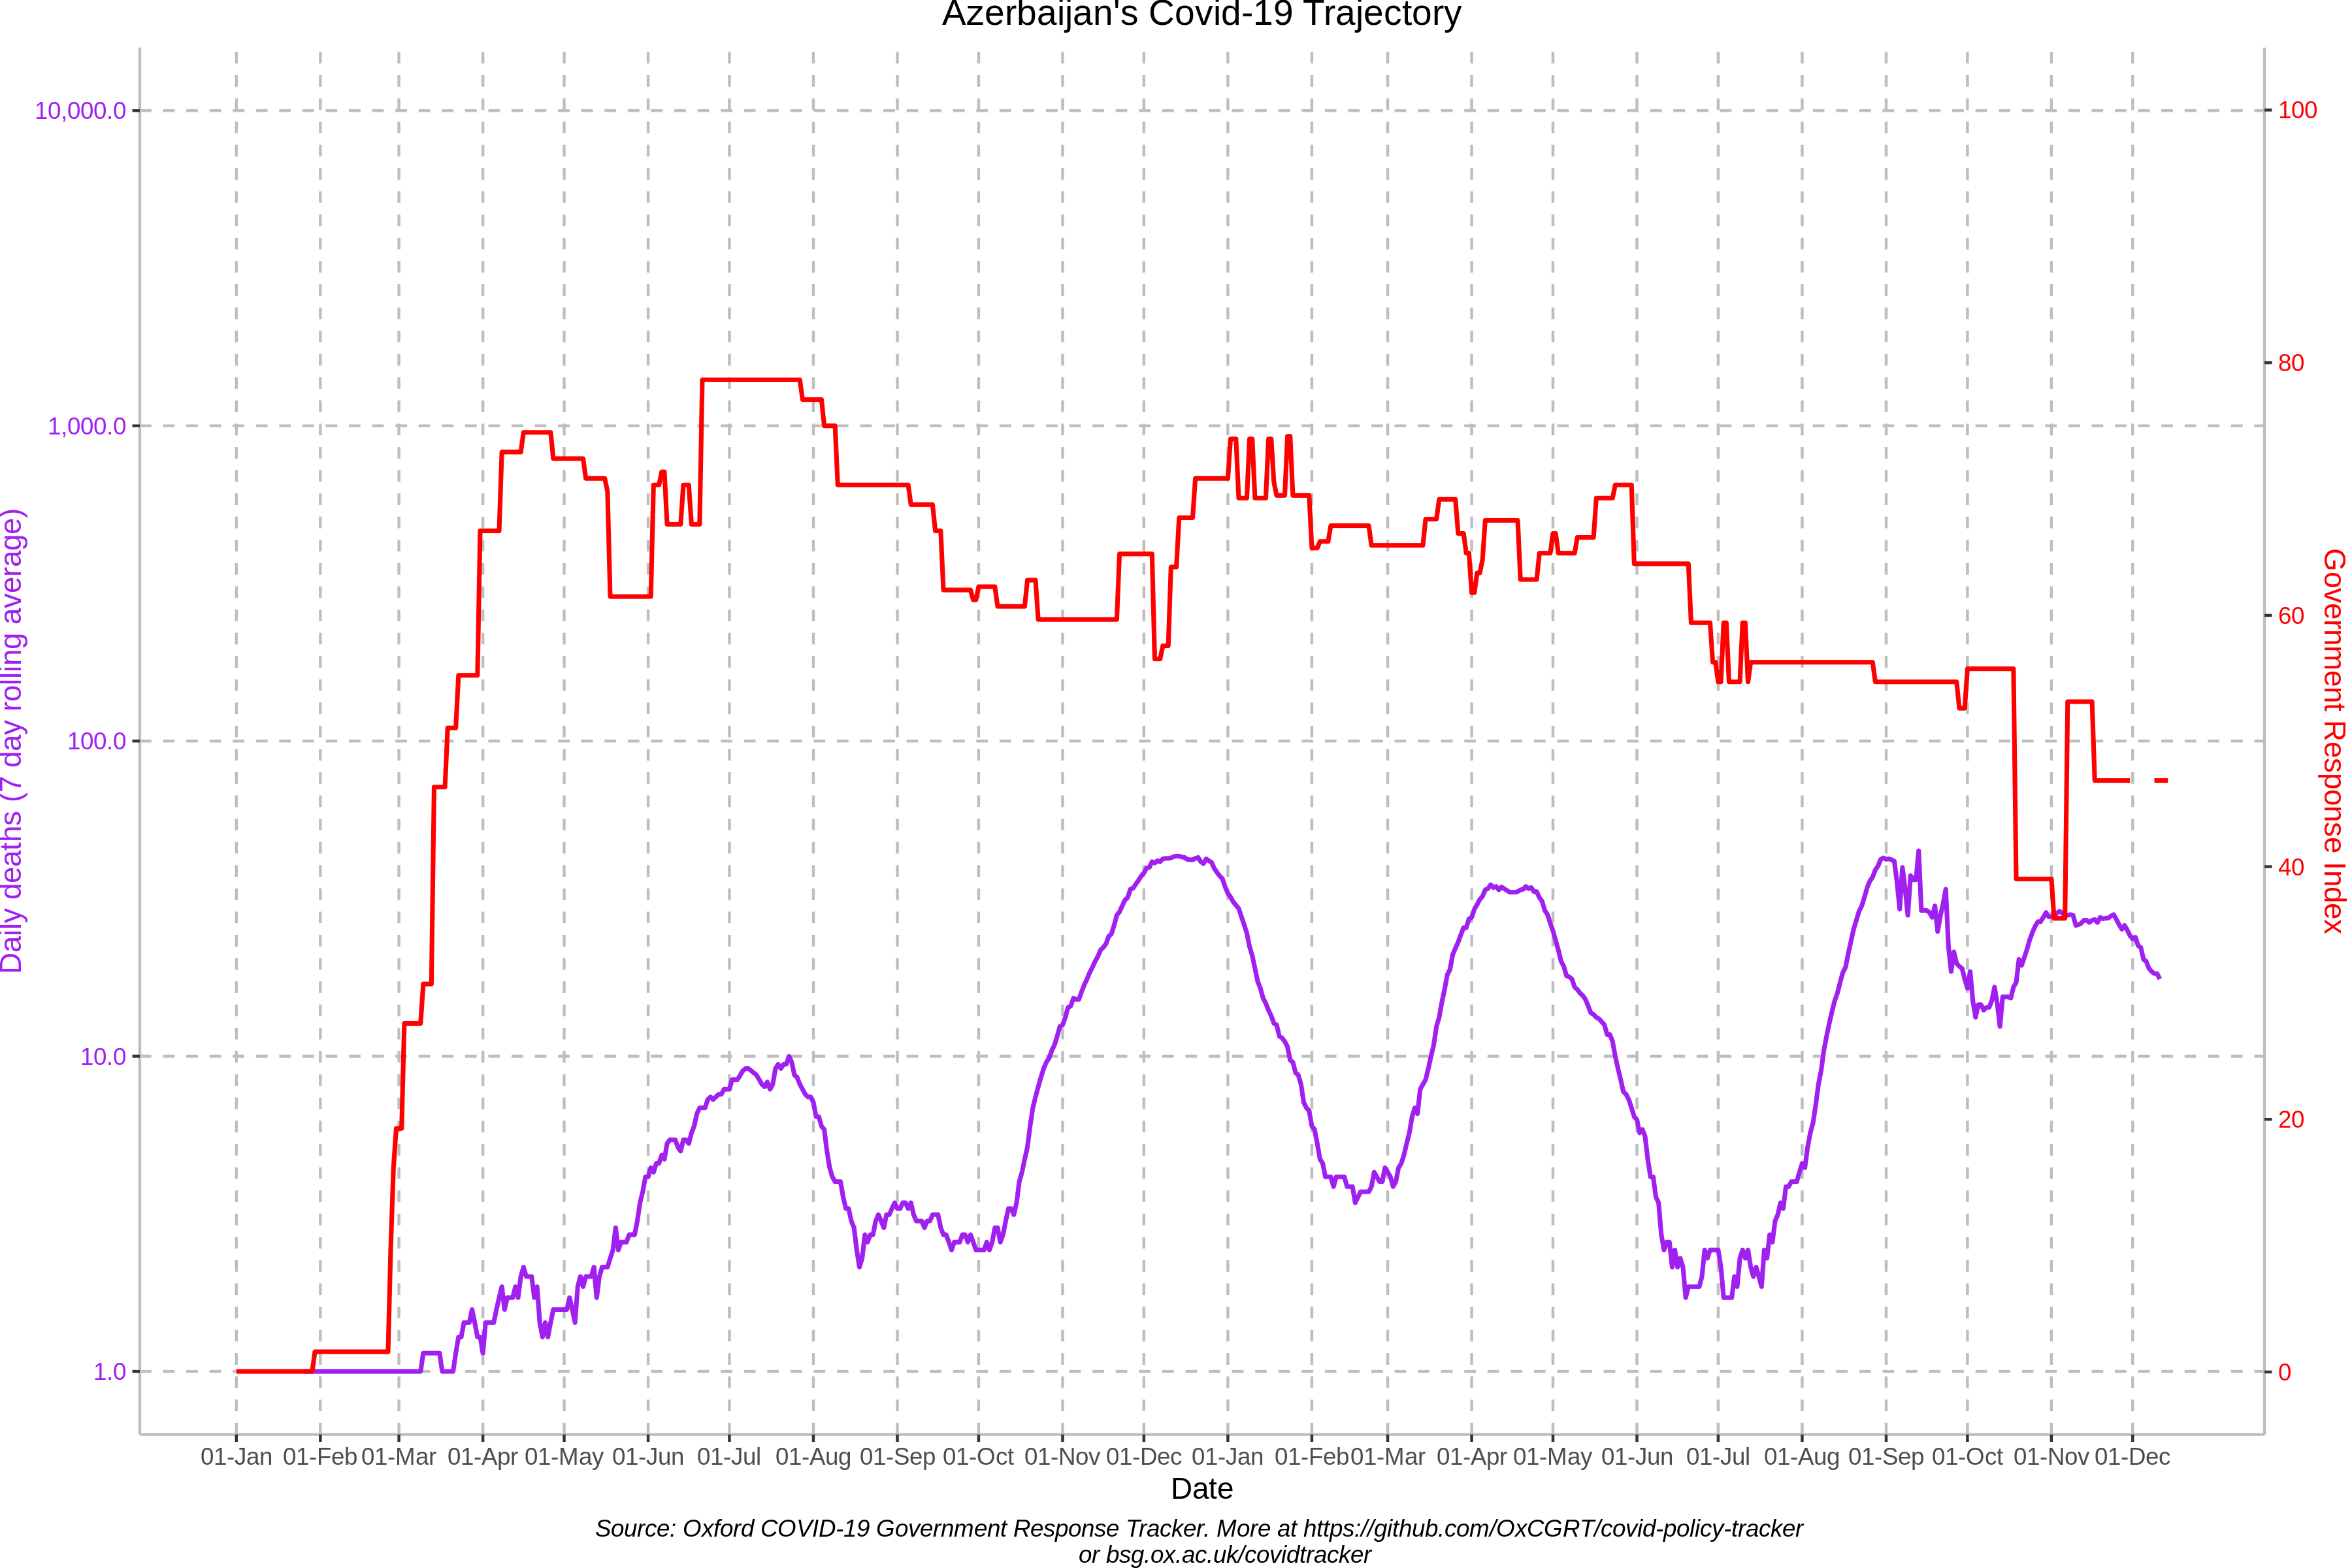 Azerbaijan's Covid-19 Trajectory
10,000.0
1,000.0
100.0
10.0
1.0
Daily deaths (7 day rolling average)
100
80
60
40
20
0
Government Response Index
01-Jan 01-Feb 01-Mar 01-Apr 01-May 01-Jun 01-Jul 01-Aug 01-Sep 01-Oct 01-Nov 01-Dec 01-Jan 01-Feb 01-Mar 01-Apr 01-May 01-Jun 01-Jul 01-Aug 01-Sep 01-Oct 01-Nov 01-Dec
Date
Source: Oxford COVID-19 Government Response Tracker. More at https://github.com/OxCGRT/covid-policy-tracker
or bsg.ox.ac.uk/covidtracker